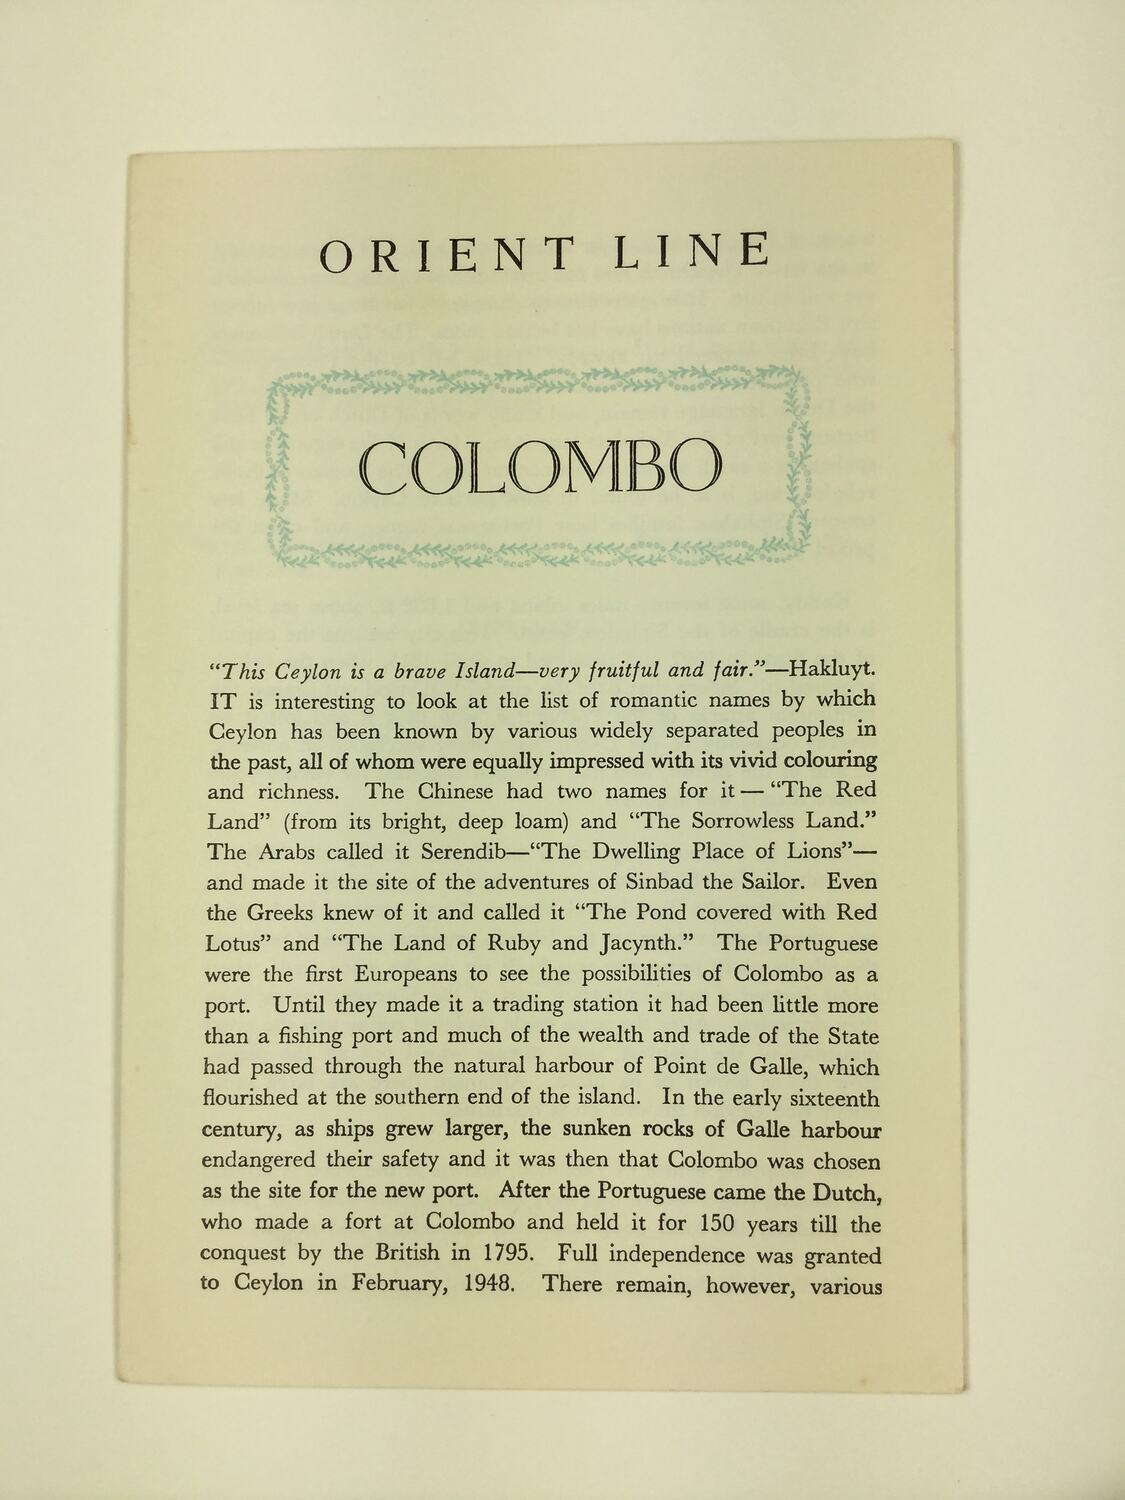 ORIENT LINE
COLOMBO
“This Ceylon is a brave Island—very fruitful and fair.”—Hakluyt.
IT is interesting to look at the list of romantic names by which
Ceylon has been known by various widely separated peoples in
the past, all of whom were equally impressed with its vivid colouring
and richness. The Chinese had two names for it — “The Red
Land” (from its bright, deep loam) and “The Sorrowless Land.”
The Arabs called it Serendib—“The Dwelling Place of Lions”—
and made it the site of the adventures of Sinbad the Sailor. Even
the Greeks knew of it and called it “The Pond covered with Red
Lotus” and “The Land of Ruby and Jacynth.” The Portuguese
were the first Europeans to see the possibilities of Colombo as a
port. Until they made it a trading station it had been little more
than a fishing port and much of the wealth and trade of the State
had passed through the natural harbour of Point de Galle, which
flourished at the southern end of the island. In the early sixteenth
century, as ships grew larger, the sunken rocks of Galle harbour
endangered their safety and it was then that Colombo was chosen
as the site for the new port. After the Portuguese came the Dutch,
who made a fort at Colombo and held it for 150 years till the
conquest by the British in 1795. Full independence was granted
to Ceylon in February, 1948. There remain, however, various